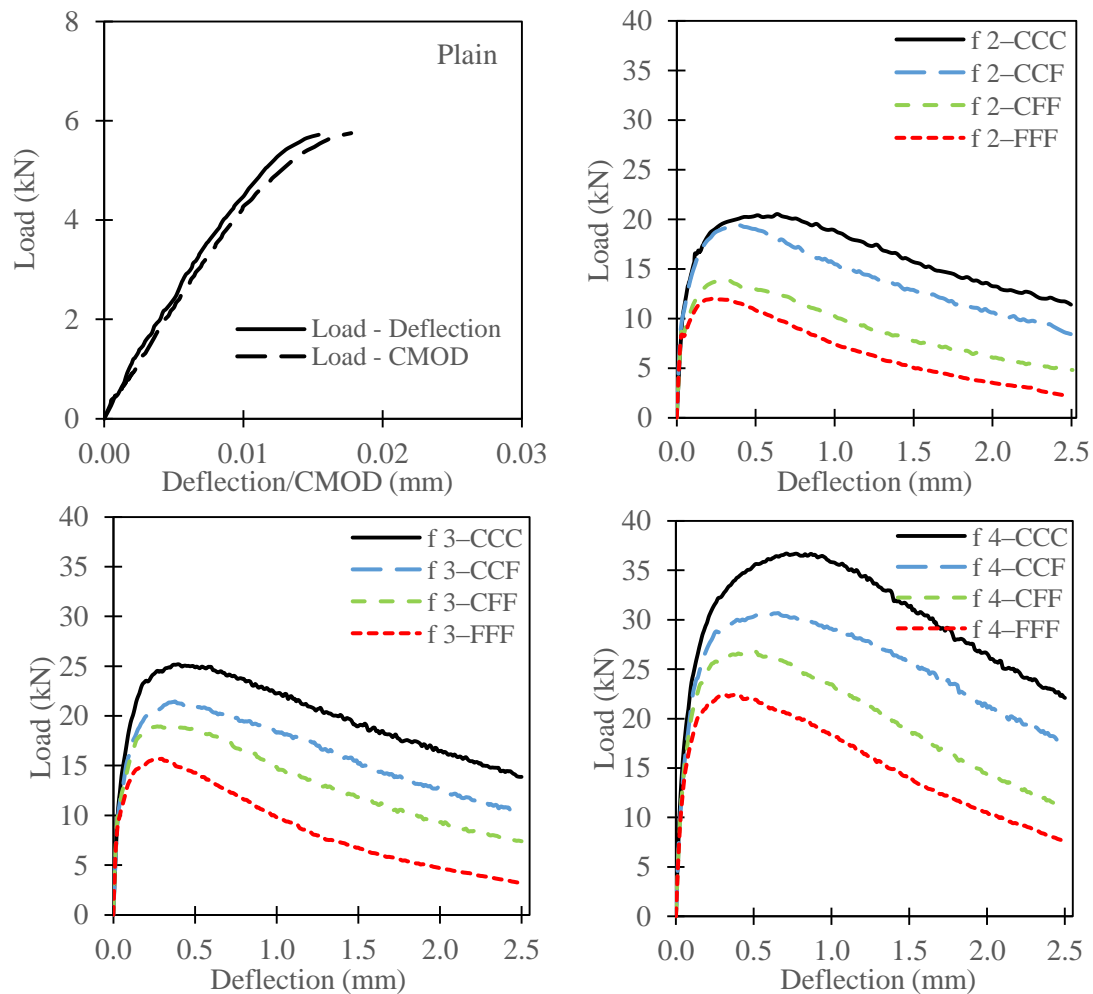 8
6
4
2
0
Load (kN)
Plain
Load - Deflection
Load - CMOD
0.00 0.01 0.02 0.03
Deflection/CMOD (mm)
40
35
30
25
20
15
10
5
0
Load (kN)
f 2–CCC
f 2–CCF
f 2–CFF
f 2–FFF
0.0 0.5 1.0 1.5 2.0 2.5
Deflection (mm)
40
35
30
25
20
15
10
5
0
Load (kN)
f 3–CCC
f 3–CCF
f 3–CFF
f 3–FFF
0.0 0.5 1.0 1.5 2.0 2.5
Deflection (mm)
40
35
30
25
20
15
10
5
0
Load (kN)
f 4–CCC
f 4–CCF
f 4–CFF
f 4–FFF
0.0 0.5 1.0 1.5 2.0 2.5
Deflection (mm)